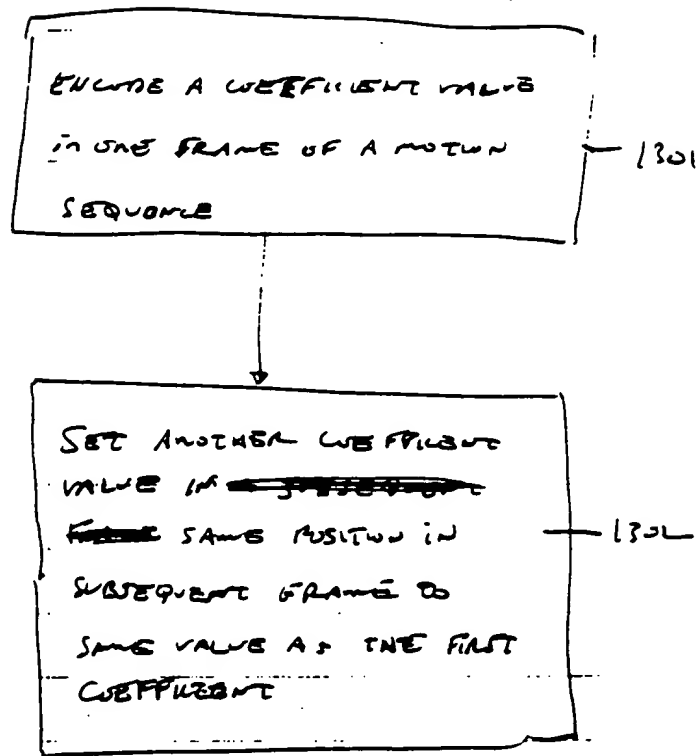 ENCODE A COEFFICIENT VALUE
in ONE FRAME OF A MOTION
SEQUENCE
1301
SET ANOTHER COEFFICIENT
VALUE IN
SAME POSITION in
1302
SUBSEQUENT FRAME TO
SAME VALUE AS THE FIRST
COEFFICIENT